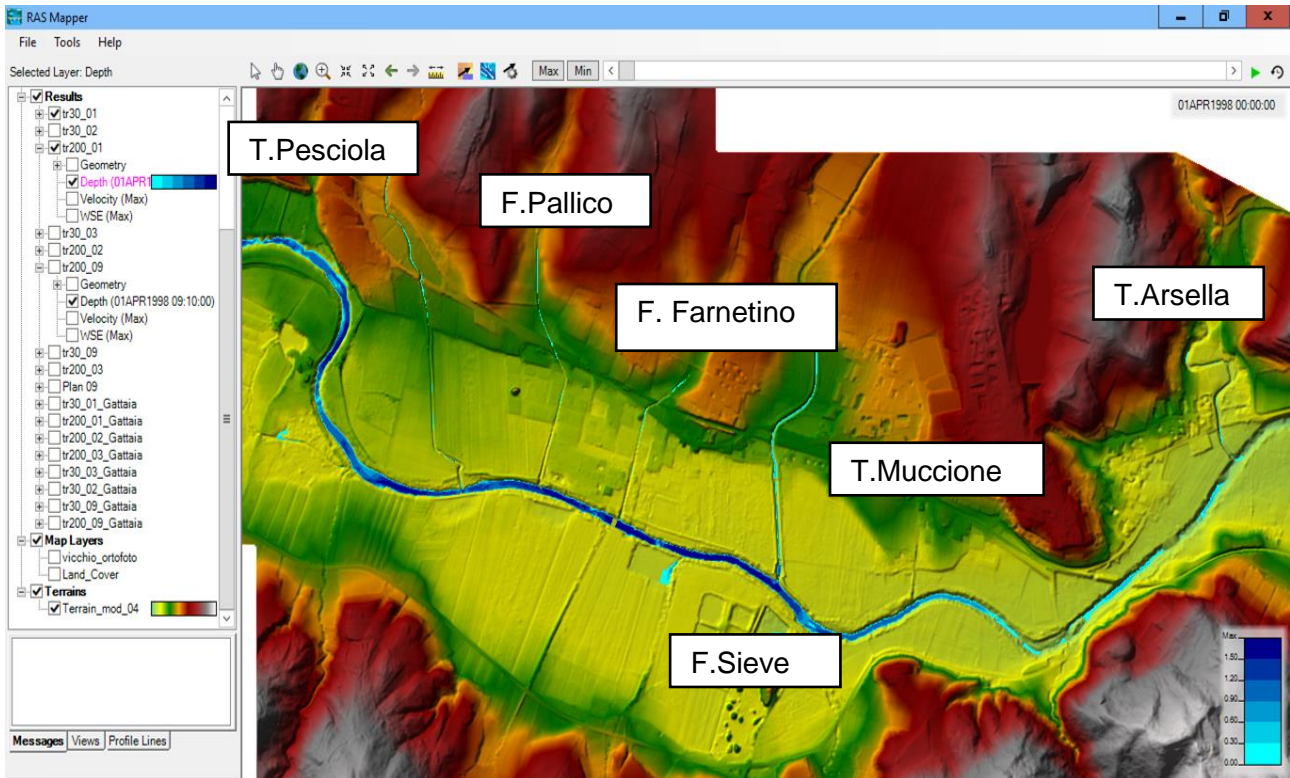 RAS Mapper
File Tools Help
Selected Layer: Depth
Max Min
Results
tr30_01
tr30_02
tr200_01
Geometry
Depth (01APR1
Velocity (Max)
WSE (Max)
tr30_03
tr200_02
tr200_09
Geometry
Depth (01APR1998 09:10:00)
Velocity (Max)
WSE (Max)
tr30_09
tr200_03
Plan 09
tr30_01_Gattaia
tr200_01_Gattaia
tr200_02_Gattaia
tr200_03_Gattaia
tr30_03_Gattaia
tr30_02_Gattaia
tr30_09_Gattaia
tr200_09_Gattaia
Map Layers
vicchio_ortofoto
Land_Cover
Terrains
Terrain_mod_04
Messages Views Profile Lines
01APR1998 00:00:00
T.Pesciola
F.Pallico
F. Farnetino
T.Arsella
T.Muccione
F.Sieve
Max
1.50
1.20
0.90
0.60
0.30
0.00